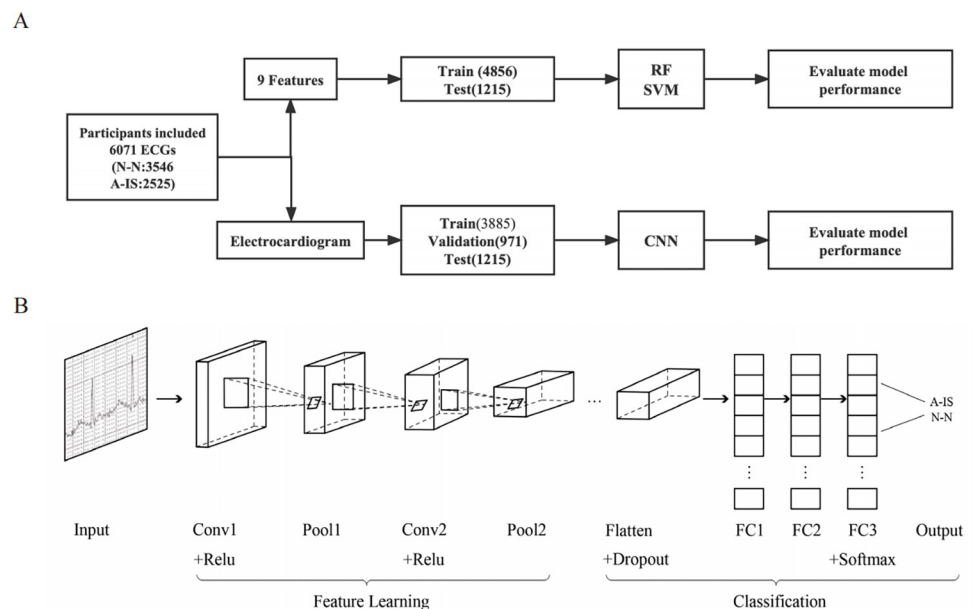 A
9 Features
Train (4856)
Test(1215)
RF
SVM
Evaluate model
performance
Participants included
6071 ECGs
(N-N:3546
A-IS:2525)
Electrocardiogram
Train(3885)
Validation(971)
Test(1215)
CNN
Evaluate model
performance
B
...
A-IS
N-N
Input
Conv1
+Relu
Pool1
Conv2
+Relu
Pool2
Flatten
+Dropout
FC1
FC2
FC3
+Softmax
Output
Feature Learning
Classification